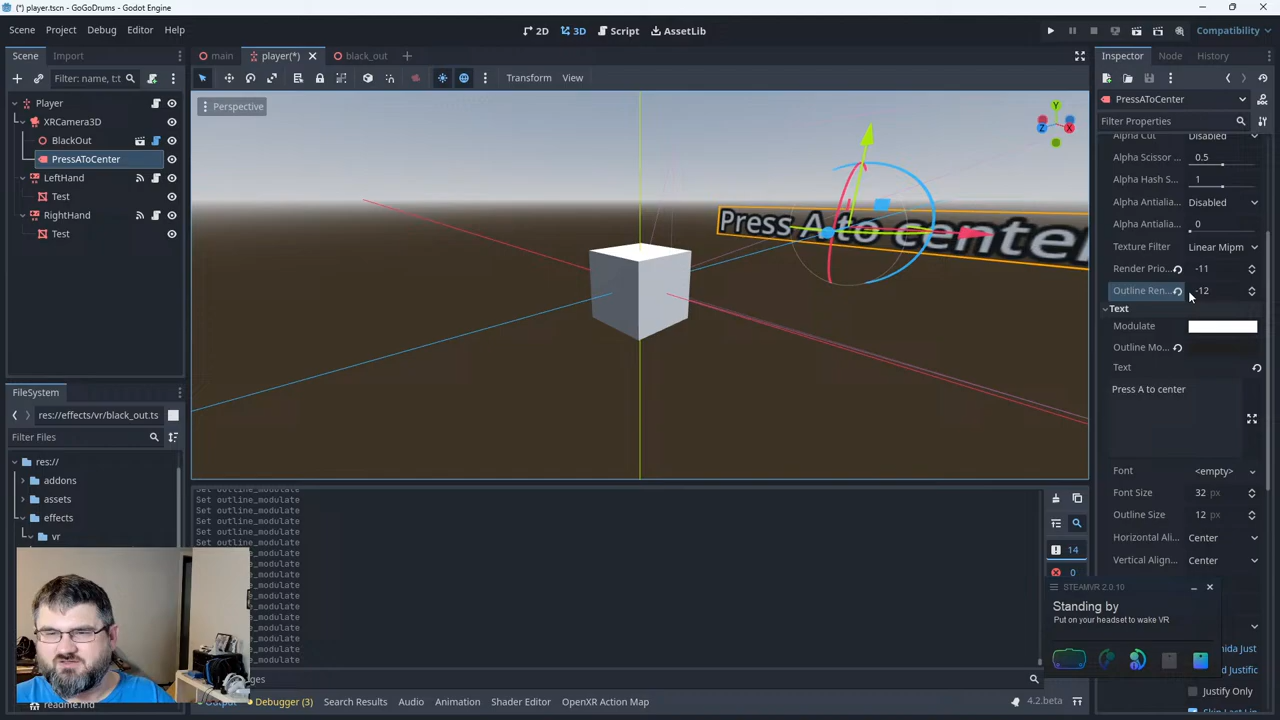 (*) player.tscn - GoGoDrums - Godot Engine
Scene Project Debug Editor Help
2D 3D Script AssetLib
Compatibility
Scene Import
main player(*) black_out
Inspector Node History
Filter: name, t:t
Transform View
PressAToCenter
Player
Perspective
Filter Properties
XRCamera3D
BlackOut
PressAToCenter
LeftHand
Test
RightHand
Test
Y
Z X
Press A to center
Alpha Cut Disabled
Alpha Scissor ... 0.5
Alpha Hash S... 1
Alpha Antialia... Disabled
Alpha Antialia... 0
Texture Filter Linear Mipm
Render Prio... -11
Outline Ren... -12
Text
Modulate
Outline Mo...
Text
Press A to center
Font <empty>
Font Size 32 px
Outline Size 12 px
Horizontal Ali... Center
Vertical Align... Center
FileSystem
res://effects/vr/black_out.ts
Filter Files
res://
addons
assets
effects
vr
readme.md
Set outline_modulate
Set outline_modulate
Set outline_modulate
Set outline_modulate
Set outline_modulate
14
0
STEAMVR 2.0.10
Standing by
Put on your headset to wake VR
Justify Only
Debugger (3) Search Results Audio Animation Shader Editor OpenXR Action Map
4.2.beta